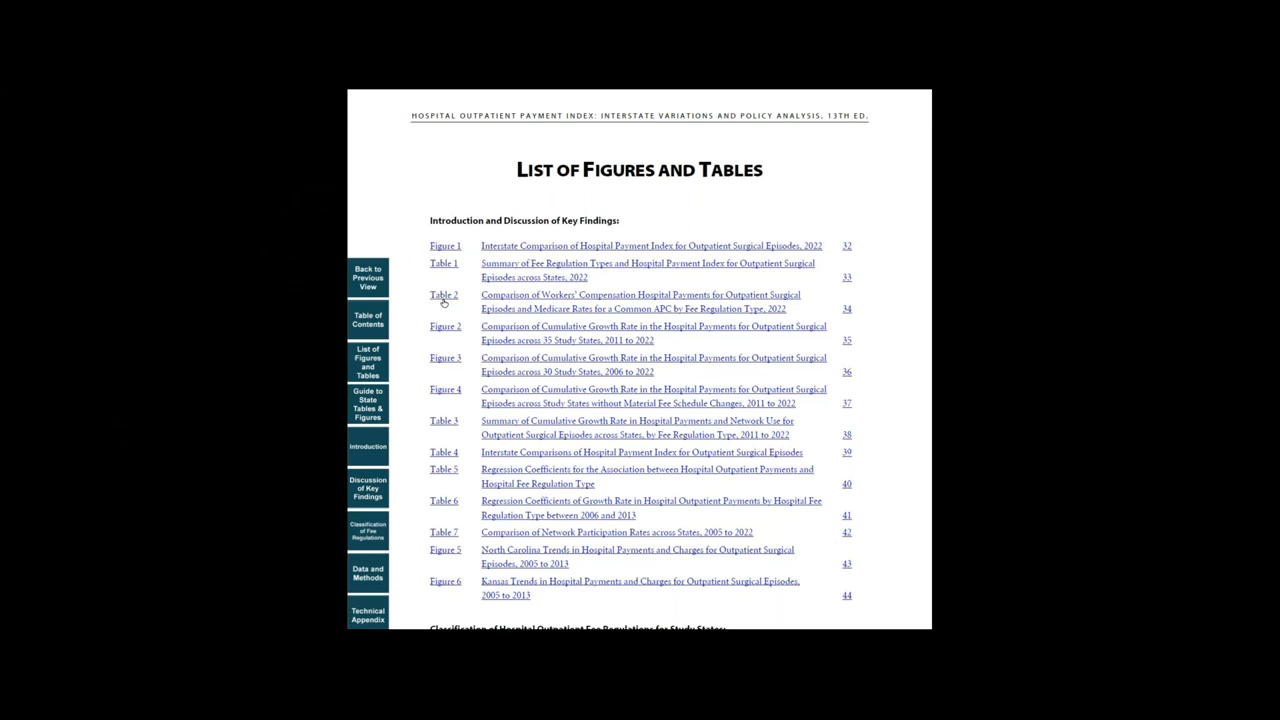 HOSPITAL OUTPATIENT PAYMENT INDEX: INTERSTATE VARIATIONS AND POLICY ANALYSIS, 13TH ED.
LIST OF FIGURES AND TABLES
Introduction and Discussion of Key Findings:
Figure 1 Interstate Comparison of Hospital Payment Index for Outpatient Surgical Episodes, 2022 32
Table 1 Summary of Fee Regulation Types and Hospital Payment Index for Outpatient Surgical
Episodes across States, 2022 33
Table 2 Comparison of Workers' Compensation Hospital Payments for Outpatient Surgical
Episodes and Medicare Rates for a Common APC by Fee Regulation Type, 2022 34
Figure 2 Comparison of Cumulative Growth Rate in the Hospital Payments for Outpatient Surgical
Episodes across 35 Study States, 2011 to 2022 35
Figure 3 Comparison of Cumulative Growth Rate in the Hospital Payments for Outpatient Surgical
Episodes across 30 Study States, 2006 to 2022 36
Figure 4 Comparison of Cumulative Growth Rate in the Hospital Payments for Outpatient Surgical
Episodes across Study States without Material Fee Schedule Changes, 2011 to 2022 37
Table 3 Summary of Cumulative Growth Rate in Hospital Payments and Network Use for
Outpatient Surgical Episodes across States, by Fee Regulation Type, 2011 to 2022 38
Table 4 Interstate Comparisons of Hospital Payment Index for Outpatient Surgical Episodes 39
Table 5 Regression Coefficients for the Association between Hospital Outpatient Payments and
Hospital Fee Regulation Type 40
Table 6 Regression Coefficients of Growth Rate in Hospital Outpatient Payments by Hospital Fee
Regulation Type between 2006 and 2013 41
Table 7 Comparison of Network Participation Rates across States, 2005 to 2022 42
Figure 5 North Carolina Trends in Hospital Payments and Charges for Outpatient Surgical
Episodes, 2005 to 2013 43
Figure 6 Kansas Trends in Hospital Payments and Charges for Outpatient Surgical Episodes,
2005 to 2013 44
Classification of Hospital Outpatient Fee Regulations for Study States:
Back to
Previous
View
Table of
Contents
List of
Figures
and
Tables
Guide to
State
Tables &
Figures
Introduction
Discussion
of Key
Findings
Classification
of Fee
Regulations
Data and
Methods
Technical
Appendix